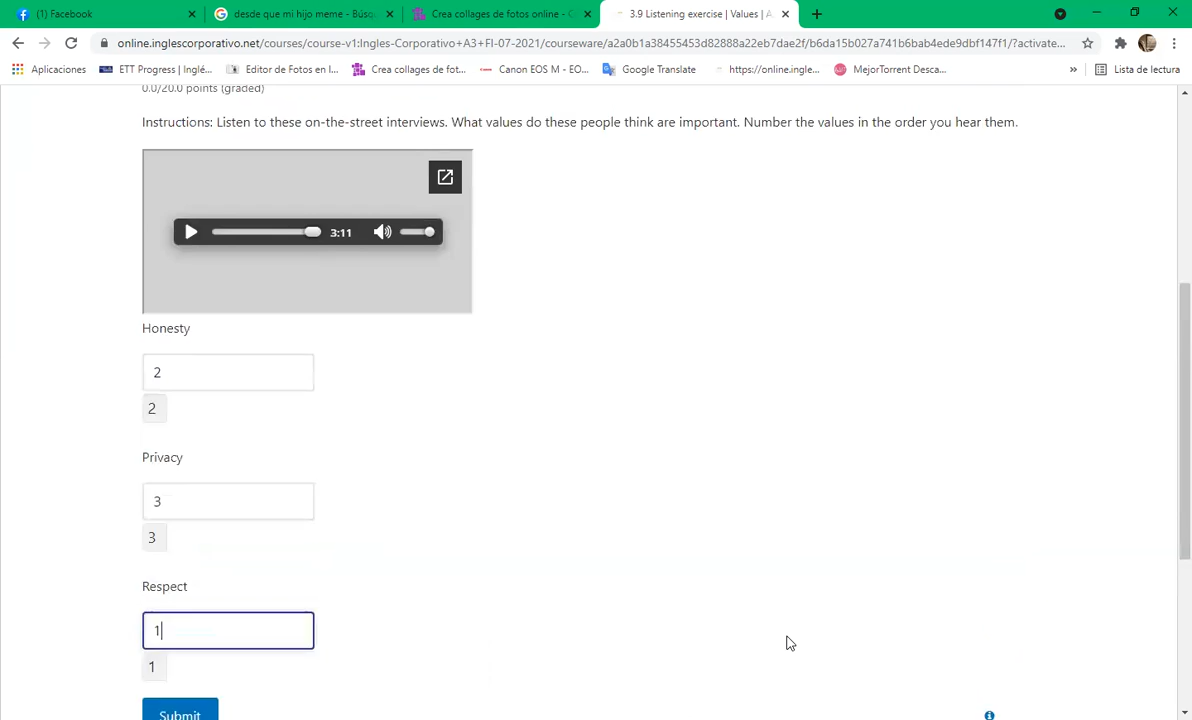 (1) Facebook
desde que mi hijo meme - Búsqu
Crea collages de fotos online - C
3.9 Listening exercise | Values | A
online.inglescorporativo.net/courses/course-v1:Ingles-Corporativo+A3+FI-07-2021/courseware/a2a0b1a38455453d82888a22eb7dae2f/b6da15b027a741b6bab4ede9dbf147f1/?activate...
Aplicaciones
ETT Progress | Inglé...
Editor de Fotos en l...
Crea collages de fot...
Canon EOS M - EO...
Google Translate
https://online.ingle...
MejorTorrent Desca...
»
Lista de lectura
0.0/20.0 points (graded)
Instructions: Listen to these on-the-street interviews. What values do these people think are important. Number the values in the order you hear them.
3:11
Honesty
2
2
Privacy
3
3
Respect
1
1
Submit